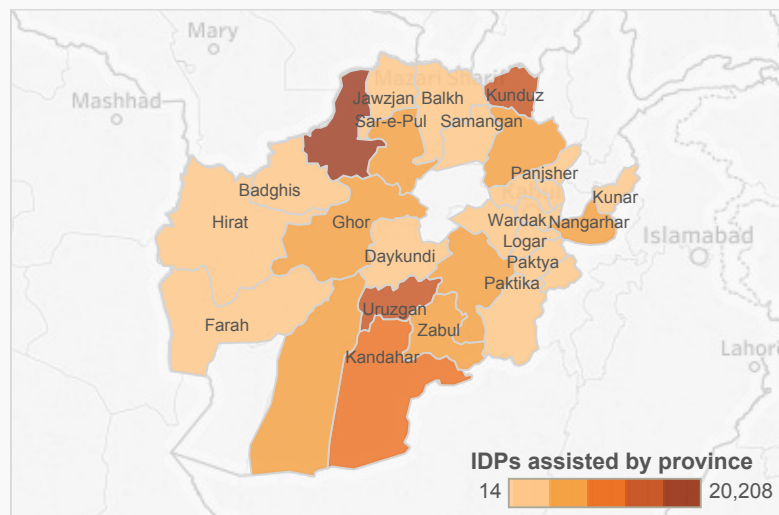 Mary
Mazari Sharif
Mashhad
Jawzjan
Balkh
Kunduz
Sar-e-Pul
Samangan
Panjsher
Badghis
Kabul
Kunar
Hirat
Ghor
Wardak
Nangarhar
Logar
Islamabad
Daykundi
Paktya
Paktika
Uruzgan
Farah
Zabul
Kandahar
Lahore
IDPs assisted by province
14
20,208